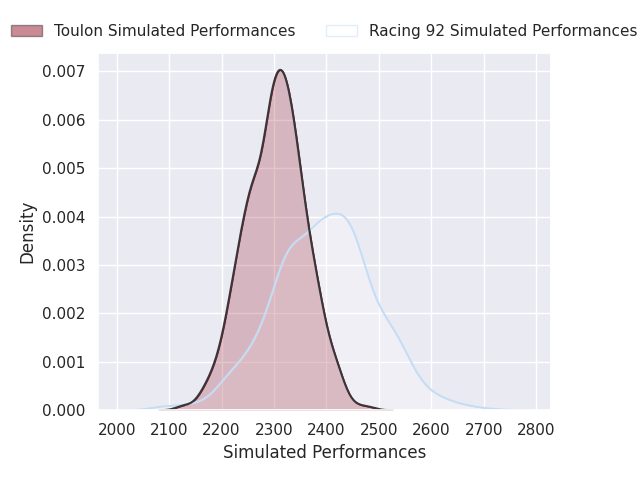 Toulon Simulated Performances Racing 92 Simulated Performances
0.007
0.006
0.005
0.004
0.003
0.002
0.001
0.000
Density
2000 2100 2200 2300 2400 2500 2600 2700 2800
Simulated Performances